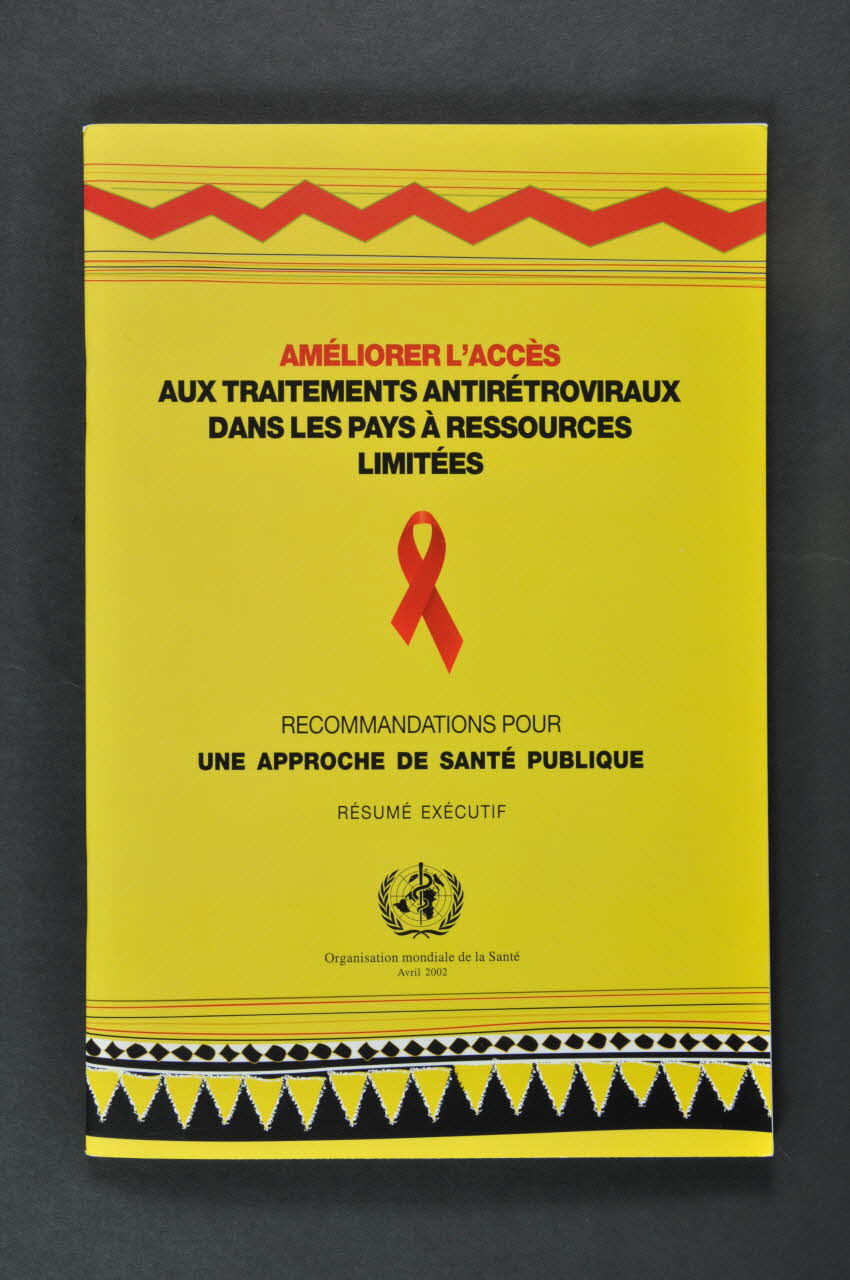 AMÉLIORER L'ACCÈS
AUX TRAITEMENTS ANTIRÉTROVIRAUX
DANS LES PAYS À RESSOURCES
LIMITÉES
RECOMMANDATIONS POUR
UNE APPROCHE DE SANTÉ PUBLIQUE
RÉSUMÉ EXÉCUTIF
Organisation mondiale de la Santé
Avril 2002